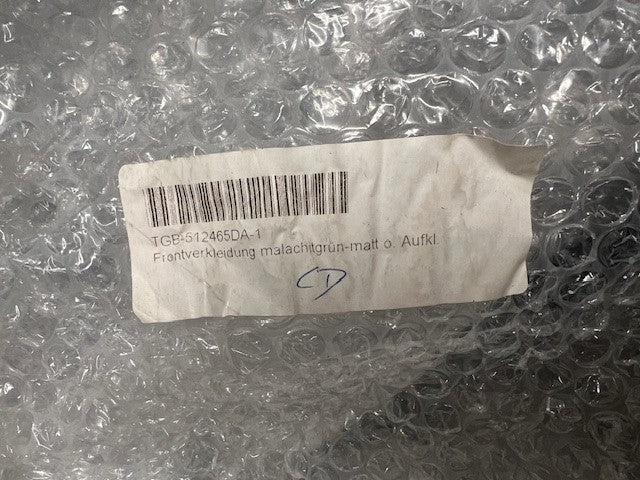 TGB-512465DA-1
Frontverkleidung malachitgrün-matt o. Aufkl.
D